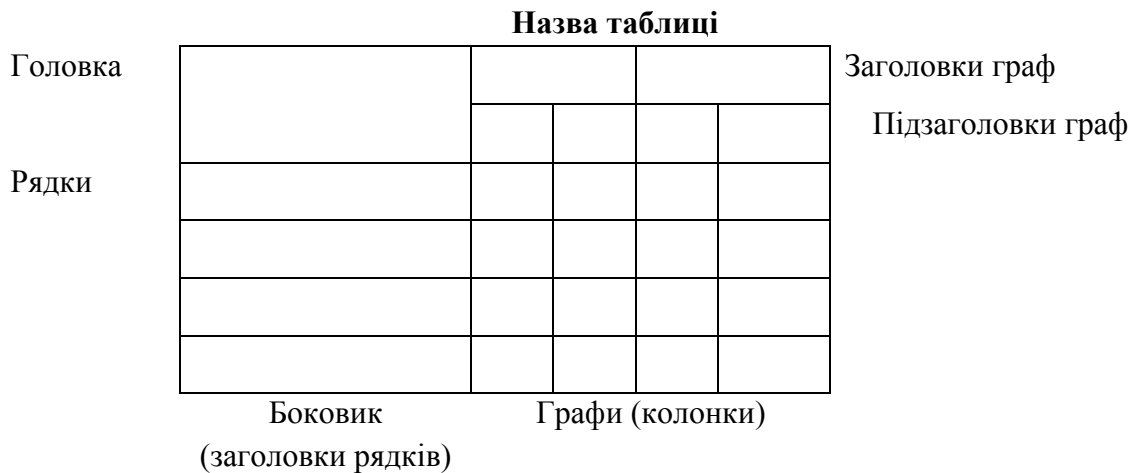 Назва таблиці
Головка
Заголовки граф
Підзаголовки граф
Рядки
Боковик
(заголовки рядків)
Графи (колонки)